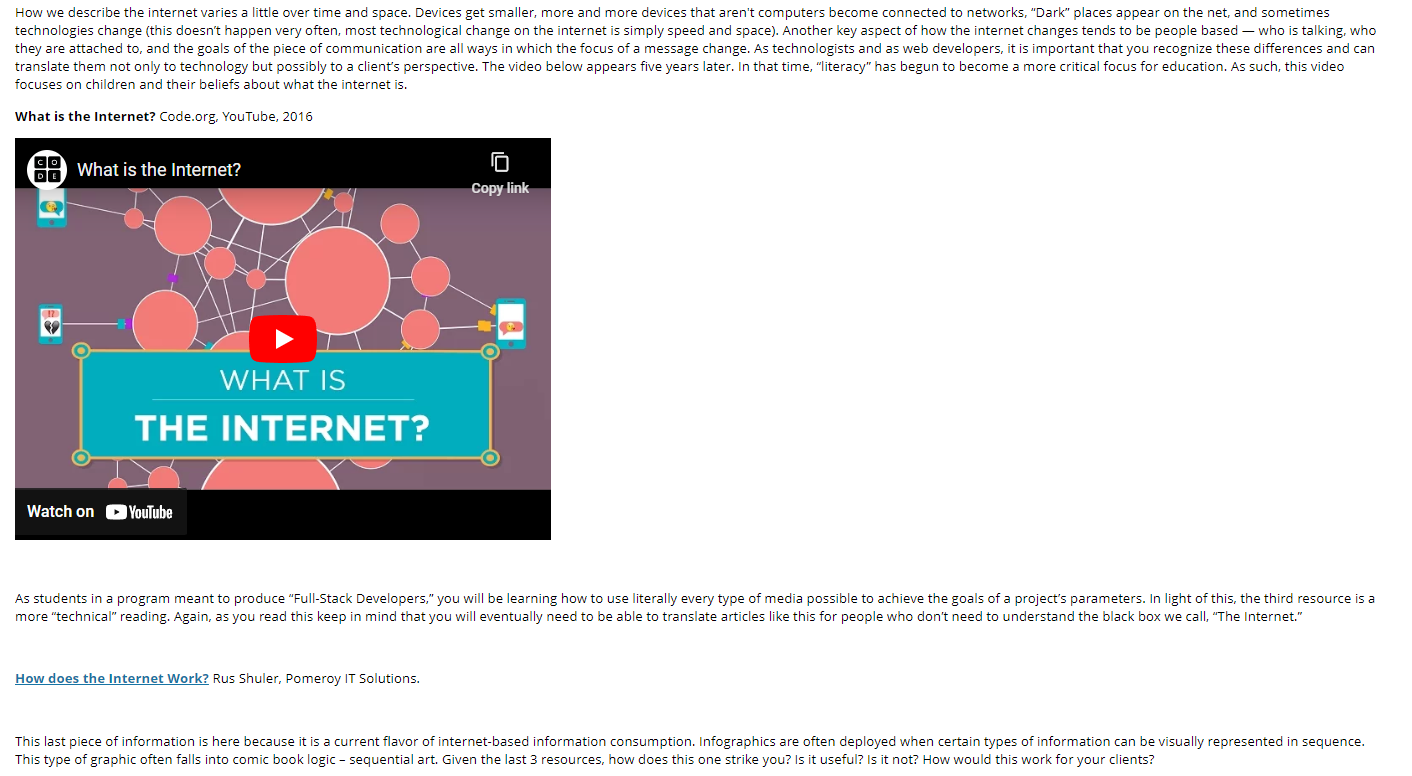 How we describe the internet varies a little over time and space. Devices get smaller, more and more devices that aren't computers become connected to networks, “Dark” places appear on the net, and sometimes
technologies change (this doesn’t happen very often, most technological change on the internet is simply speed and space). Another key aspect of how the internet changes tends to be people based — who is talking, who
they are attached to, and the goals of the piece of communication are all ways in which the focus of a message change. As technologists and as web developers, it is important that you recognize these differences and can
translate them not only to technology but possibly to a client’s perspective. The video below appears five years later. In that time, “literacy” has begun to become a more critical focus for education. As such, this video
focuses on children and their beliefs about what the internet is.
What is the Internet? Code.org, YouTube, 2016
CO
DE
What is the Internet?
Copy link
WHAT IS
THE INTERNET?
Watch on YouTube
As students in a program meant to produce “Full-Stack Developers,” you will be learning how to use literally every type of media possible to achieve the goals of a project’s parameters. In light of this, the third resource is a
more “technical” reading. Again, as you read this keep in mind that you will eventually need to be able to translate articles like this for people who don’t need to understand the black box we call, “The Internet.”
How does the Internet Work? Rus Shuler, Pomeroy IT Solutions.
This last piece of information is here because it is a current flavor of internet-based information consumption. Infographics are often deployed when certain types of information can be visually represented in sequence.
This type of graphic often falls into comic book logic – sequential art. Given the last 3 resources, how does this one strike you? Is it useful? Is it not? How would this work for your clients?